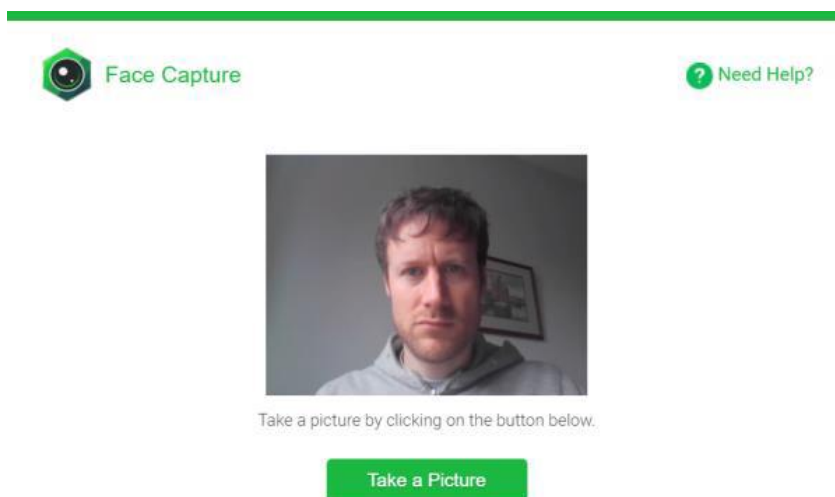 Face Capture
Need Help?
Take a picture by clicking on the button below.
Take a Picture